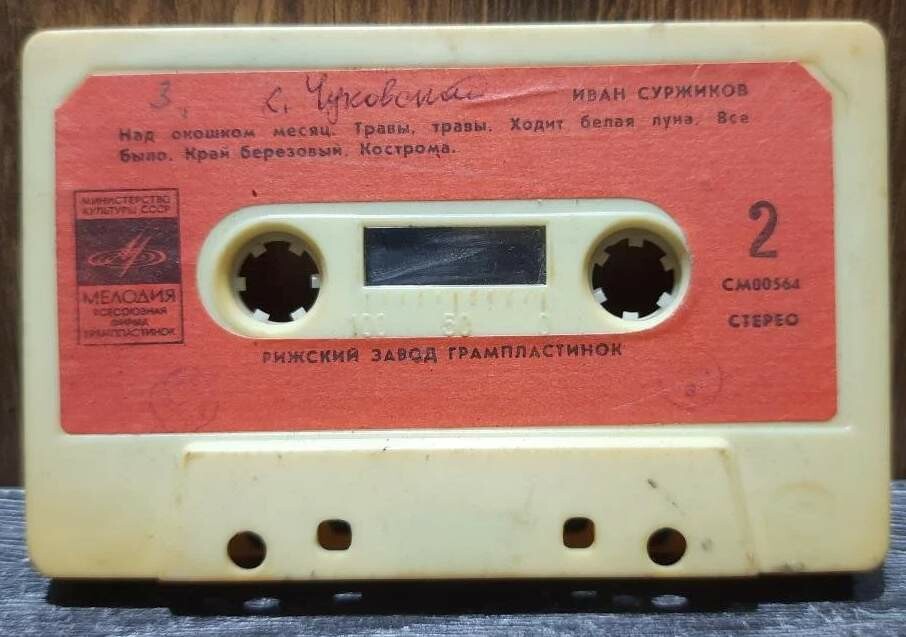 3. к. Чуковский
ИВАН СУРЖИКОВ
Над окошком месяц. Травы, травы. Ходит белая луна. Все
было. Край березовый. Кострома.
МИНИСТЕРСТВО
КУЛЬТУРЫ СССР
МЕЛОДИЯ
ВСЕСОЮЗНАЯ
ФИРМА
ГРАМПЛАСТИНОК
2
СМ00564
СТЕРЕО
100 50 0
РИЖСКИЙ ЗАВОД ГРАМПЛАСТИНОК